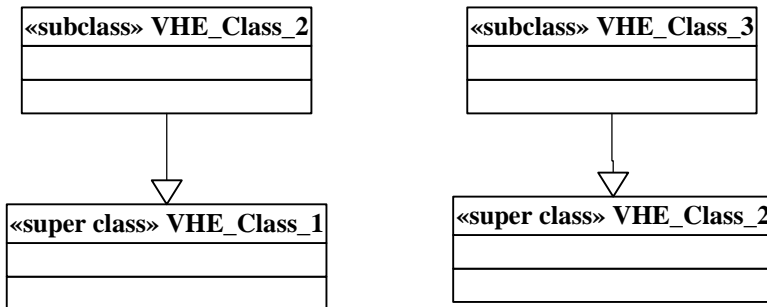 «subclass» VHE_Class_2
«subclass» VHE_Class_3
«super class» VHE_Class_1
«super class» VHE_Class_2